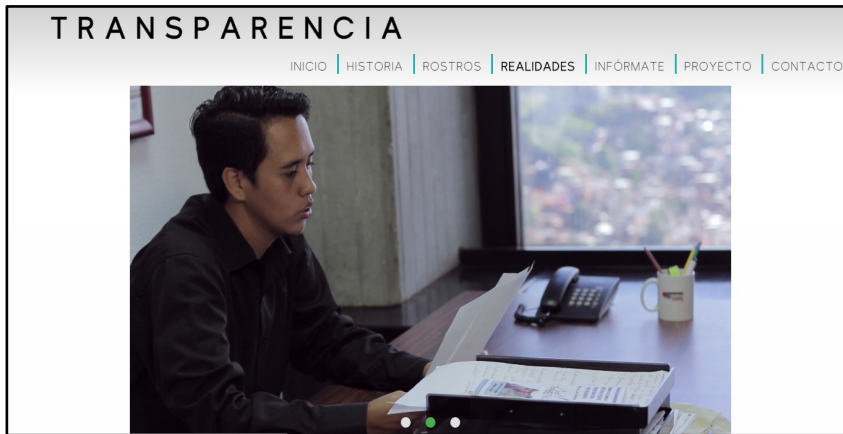 TRANSPARENCIA
INICIO HISTORIA ROSTROS REALIDADES INFÓRMATE PROYECTO CONTACTO